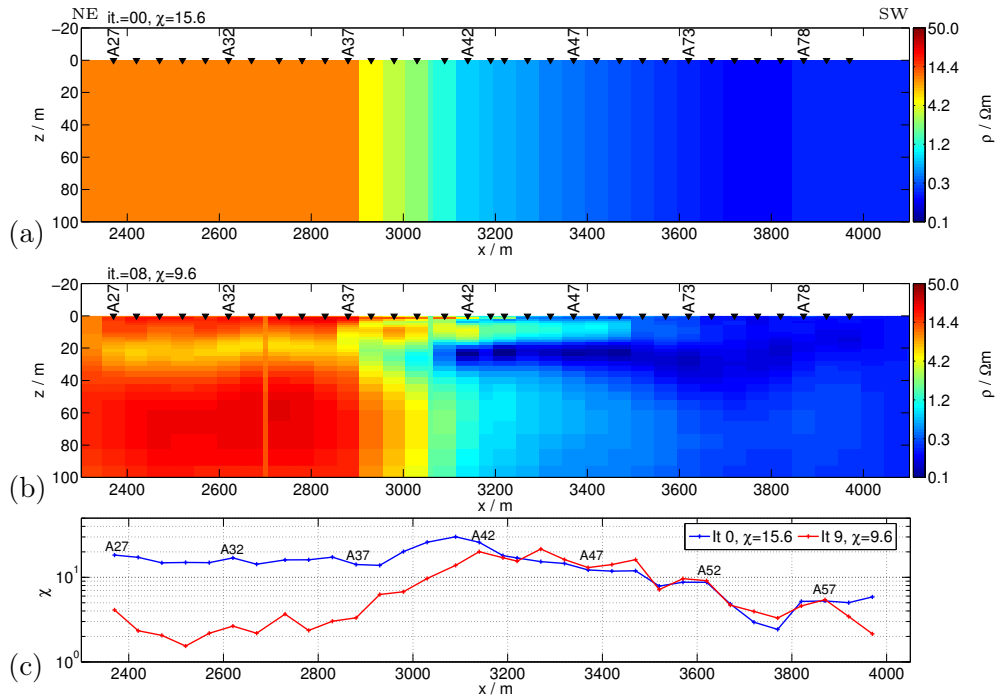 NE it.=00, χ=15.6 SW
A27 A32 A37 A42 A47 A73 A78
−20
0
20
40
60
80
100
z / m
2400 2600 2800 3000 3200 3400 3600 3800 4000
x / m
50.0
14.4
4.2
1.2
0.3
0.1
ρ / Ωm
(a)
it.=08, χ=9.6
A27 A32 A37 A42 A47 A73 A78
−20
0
20
40
60
80
100
z / m
2400 2600 2800 3000 3200 3400 3600 3800 4000
x / m
50.0
14.4
4.2
1.2
0.3
0.1
ρ / Ωm
(b)
10¹
10⁰
χ
A27 A32 A37 A42 A47 A52 A57
It 0, χ=15.6
It 9, χ=9.6
2400 2600 2800 3000 3200 3400 3600 3800 4000
x / m
(c)